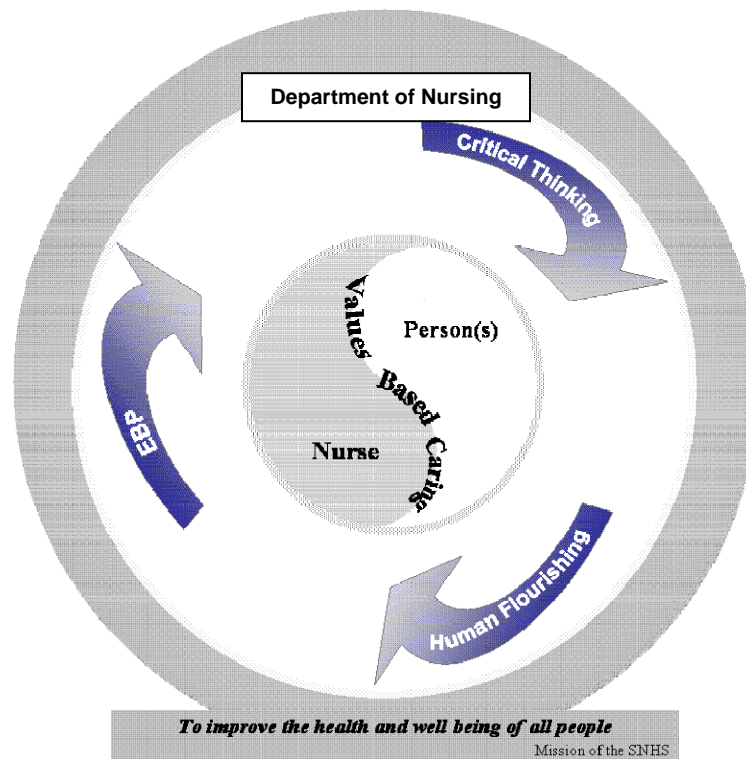 Department of Nursing
Critical Thinking
Values Based Caring
Person(s)
Nurse
EBP
Human Flourishing
To improve the health and well being of all people
Mission of the SNHS